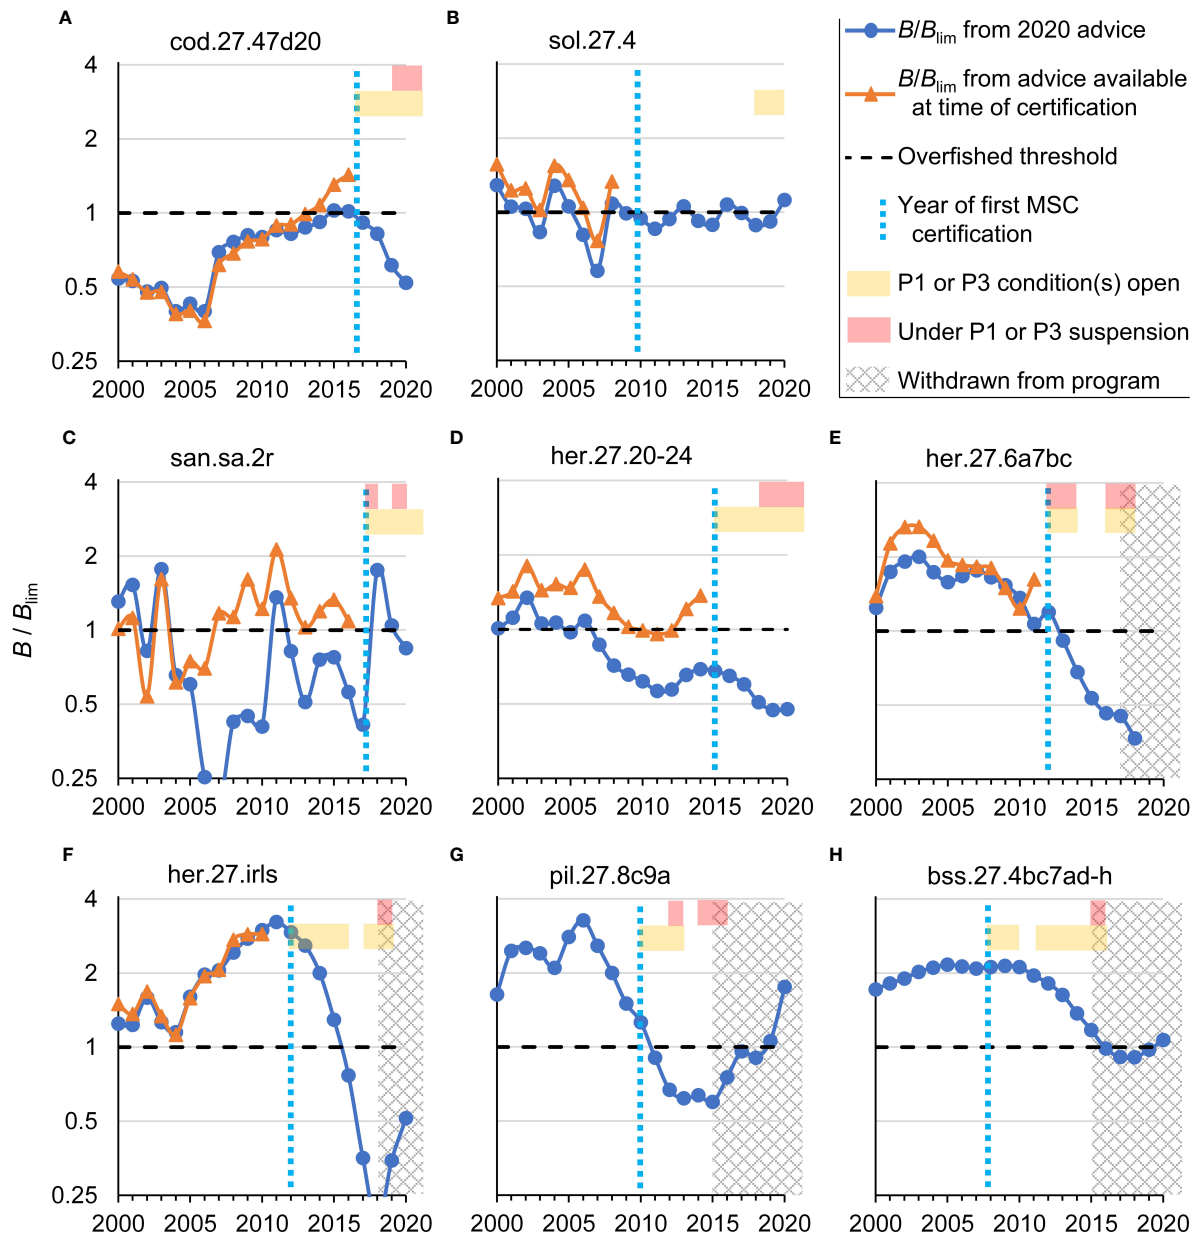 A
cod.27.47d20
4
2
1
0.5
0.25
2000 2005 2010 2015 2020
B
sol.27.4
2000 2005 2010 2015 2020
B/Blim from 2020 advice
B/Blim from advice available
at time of certification
Overfished threshold
Year of first MSC
certification
P1 or P3 condition(s) open
Under P1 or P3 suspension
Withdrawn from program
B / Blim
C
san.sa.2r
4
2
1
0.5
0.25
2000 2005 2010 2015 2020
D
her.27.20-24
2000 2005 2010 2015 2020
E
her.27.6a7bc
2000 2005 2010 2015 2020
F
her.27.irls
4
2
1
0.5
0.25
2000 2005 2010 2015 2020
G
pil.27.8c9a
2000 2005 2010 2015 2020
H
bss.27.4bc7ad-h
2000 2005 2010 2015 2020